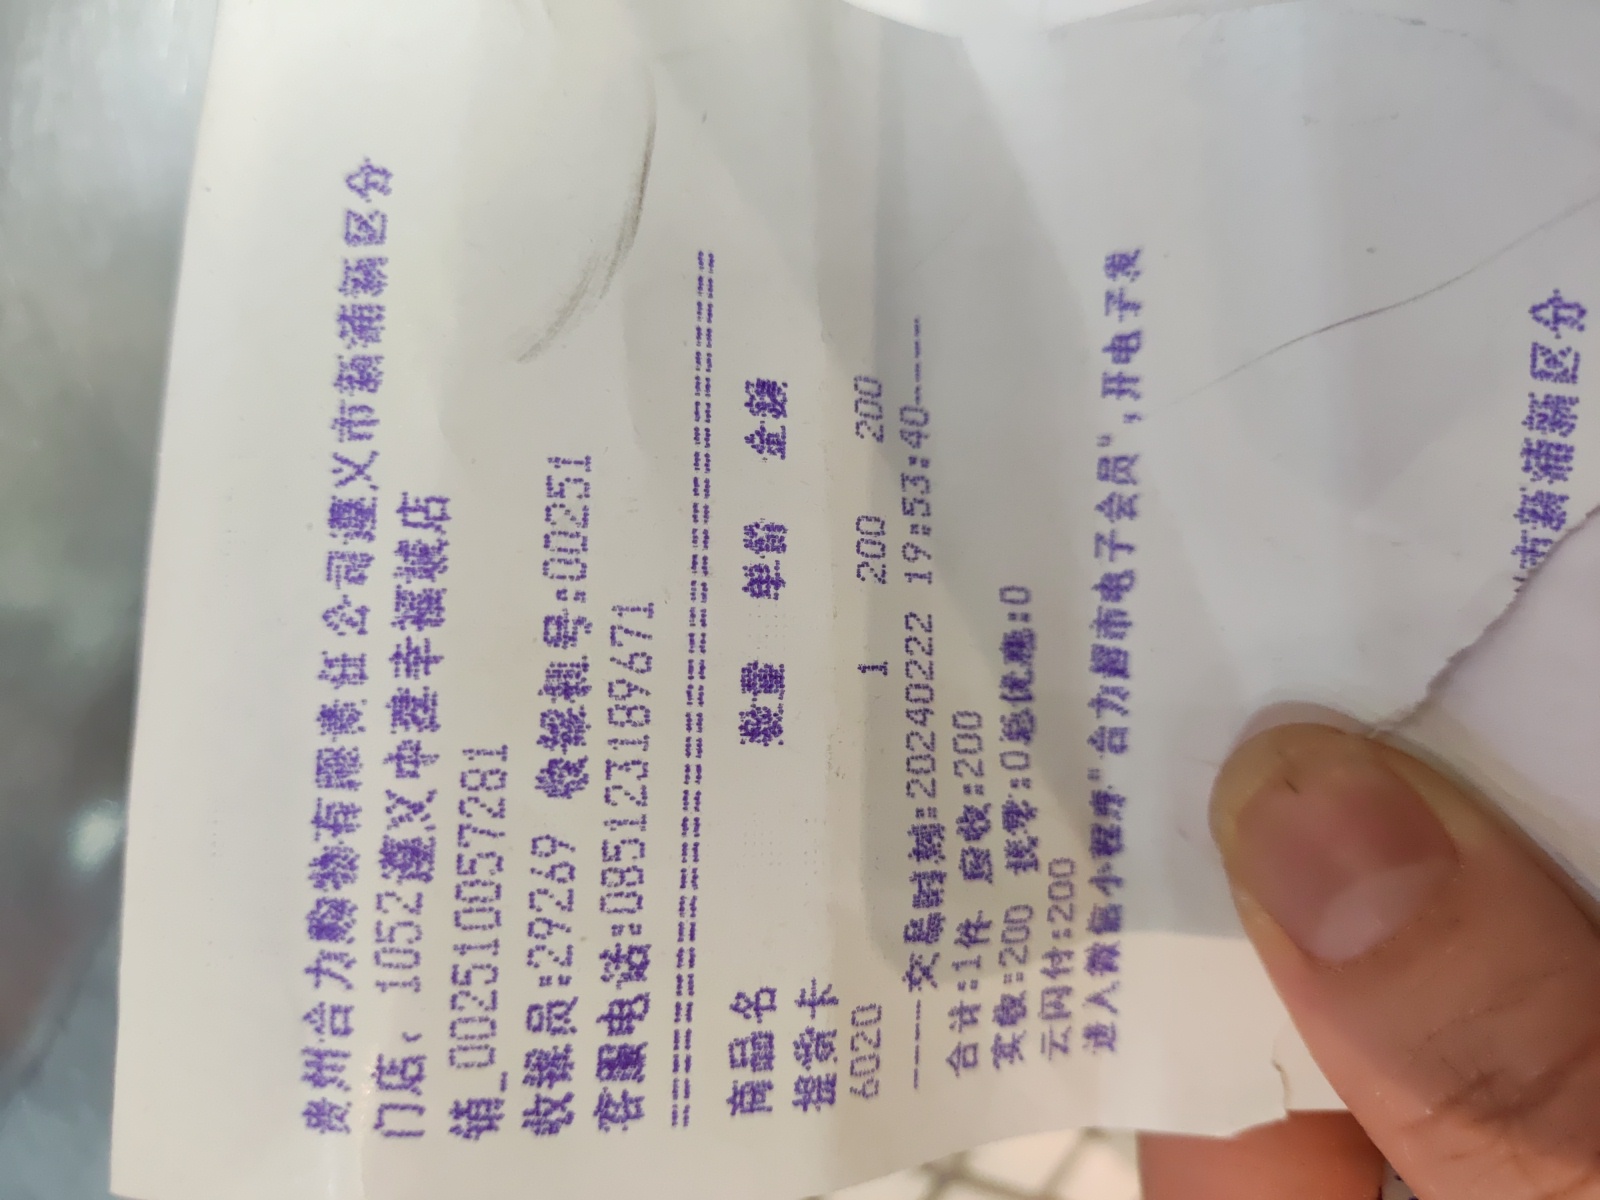 贵州合力购物有限责任公司遵义市新蒲新区分
门店: 1052遵义中建幸福城店
销_002510057281
收银员:29269 收银机号:00251
客服电话:085123189671
================================
商品名 数量 单价 金额
提货卡
6020 1 200 200
----交易时间:20240222 19:53:40----
合计:1件 应收:200
实收:200 找零:0总优惠:0
云闪付:200
进入微信小程序"合力超市电子会员",开电子发
市新蒲新区分